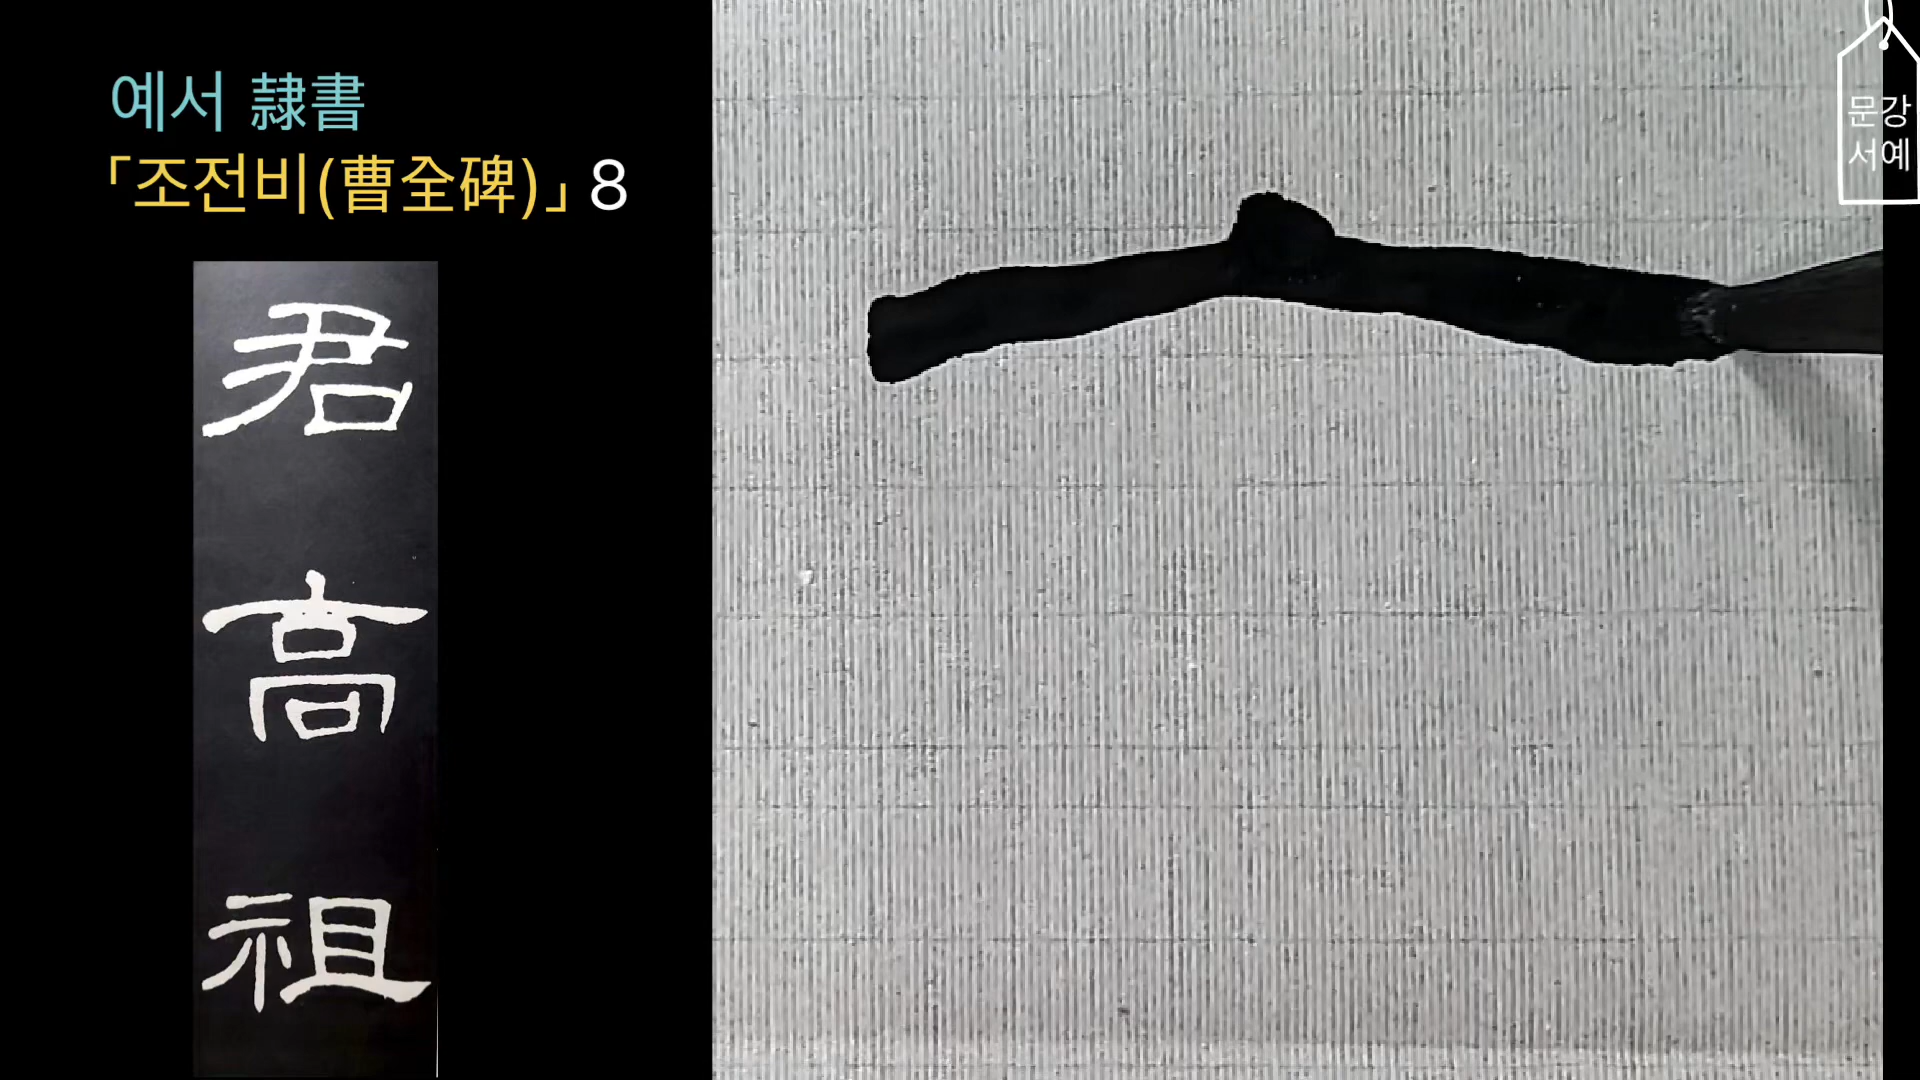 예서 隷書
「조전비(曹全碑)」 8
君
高
祖
문강
서예